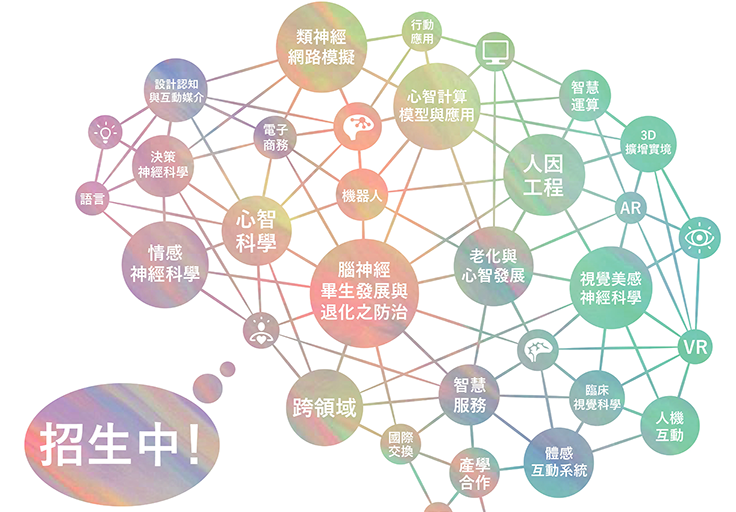 類神經
網路模擬
行動
應用
設計認知
與互動媒介
心智計算
模型與應用
智慧
運算
電子
商務
3D
擴增實境
決策
神經科學
人因
工程
語言
機器人
AR
心智
科學
情感
神經科學
腦神經
畢生發展與
退化之防治
老化與
心智發展
視覺美感
神經科學
VR
跨領域
智慧
服務
臨床
視覺科學
人機
互動
國際
交換
產學
合作
體感
互動系統
招生中!